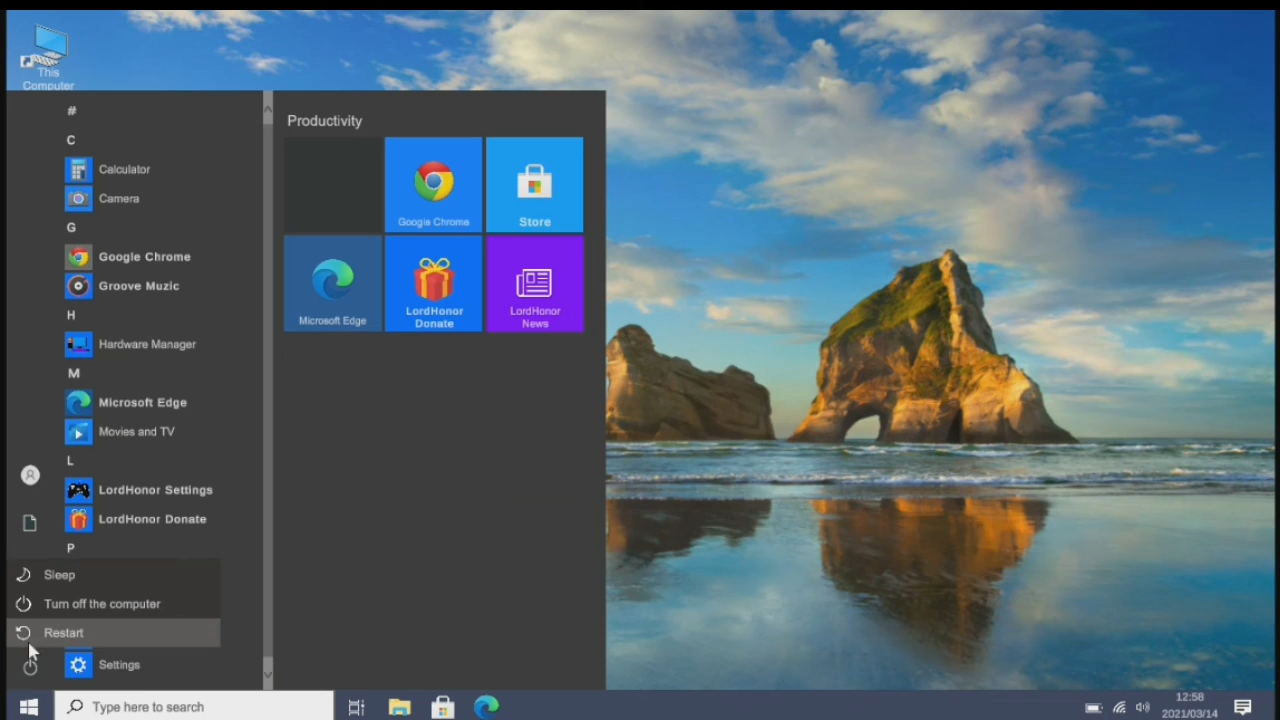 This
Computer
#
C
Calculator
Camera
G
Google Chrome
Groove Muzic
H
Hardware Manager
M
Microsoft Edge
Movies and TV
L
LordHonor Settings
LordHonor Donate
P
Sleep
Turn off the computer
Restart
Settings
Productivity
Google Chrome
Store
Microsoft Edge
LordHonor
Donate
LordHonor
News
Type here to search
12:58
2021/03/14